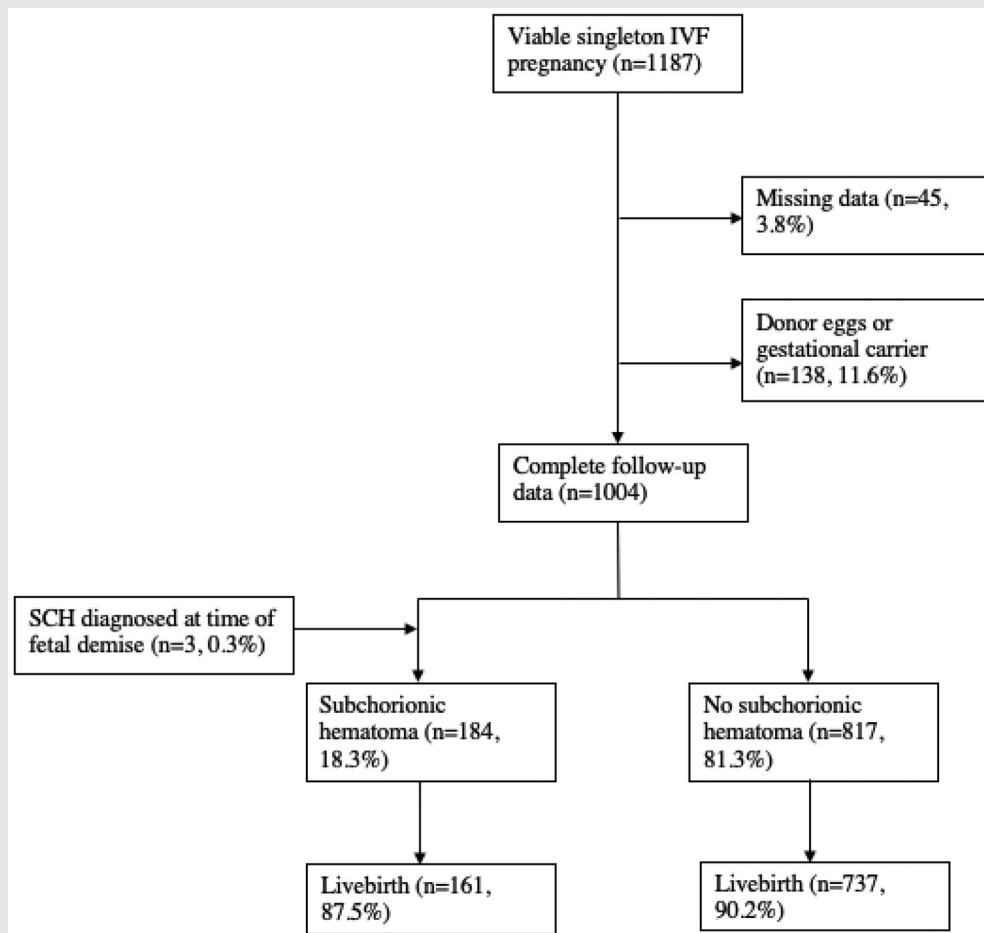 Viable singleton IVF
pregnancy (n=1187)
Missing data (n=45,
3.8%)
Donor eggs or
gestational carrier
(n=138, 11.6%)
Complete follow-up
data (n=1004)
SCH diagnosed at time of
fetal demise (n=3, 0.3%)
Subchorionic
hematoma (n=184,
18.3%)
No subchorionic
hematoma (n=817,
81.3%)
Livebirth (n=161,
87.5%)
Livebirth (n=737,
90.2%)